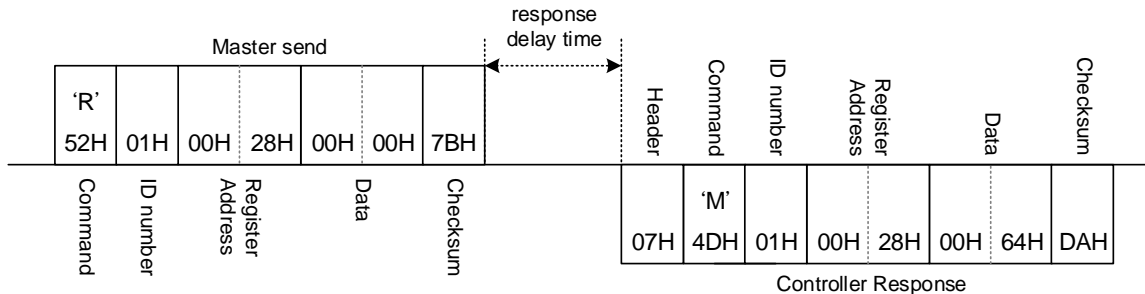 response
delay time
Master send
'R'
52H 01H 00H 28H 00H 00H 7BH
Command
ID number
Register
Address
Data
Checksum
Header
Command
ID number
Register
Address
Data
Checksum
'M'
07H 4DH 01H 00H 28H 00H 64H DAH
Controller Response